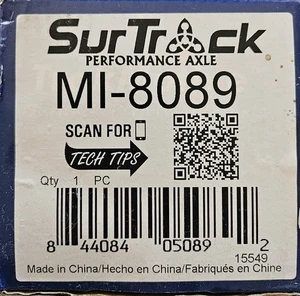 SurTrack
PERFORMANCE AXLE
MI-8089
SCAN FOR
TECH TIPS
Qty 1 PC
8 44084 05089 2
15549
Made in China/Hecho en China/Fabriqués en Chine